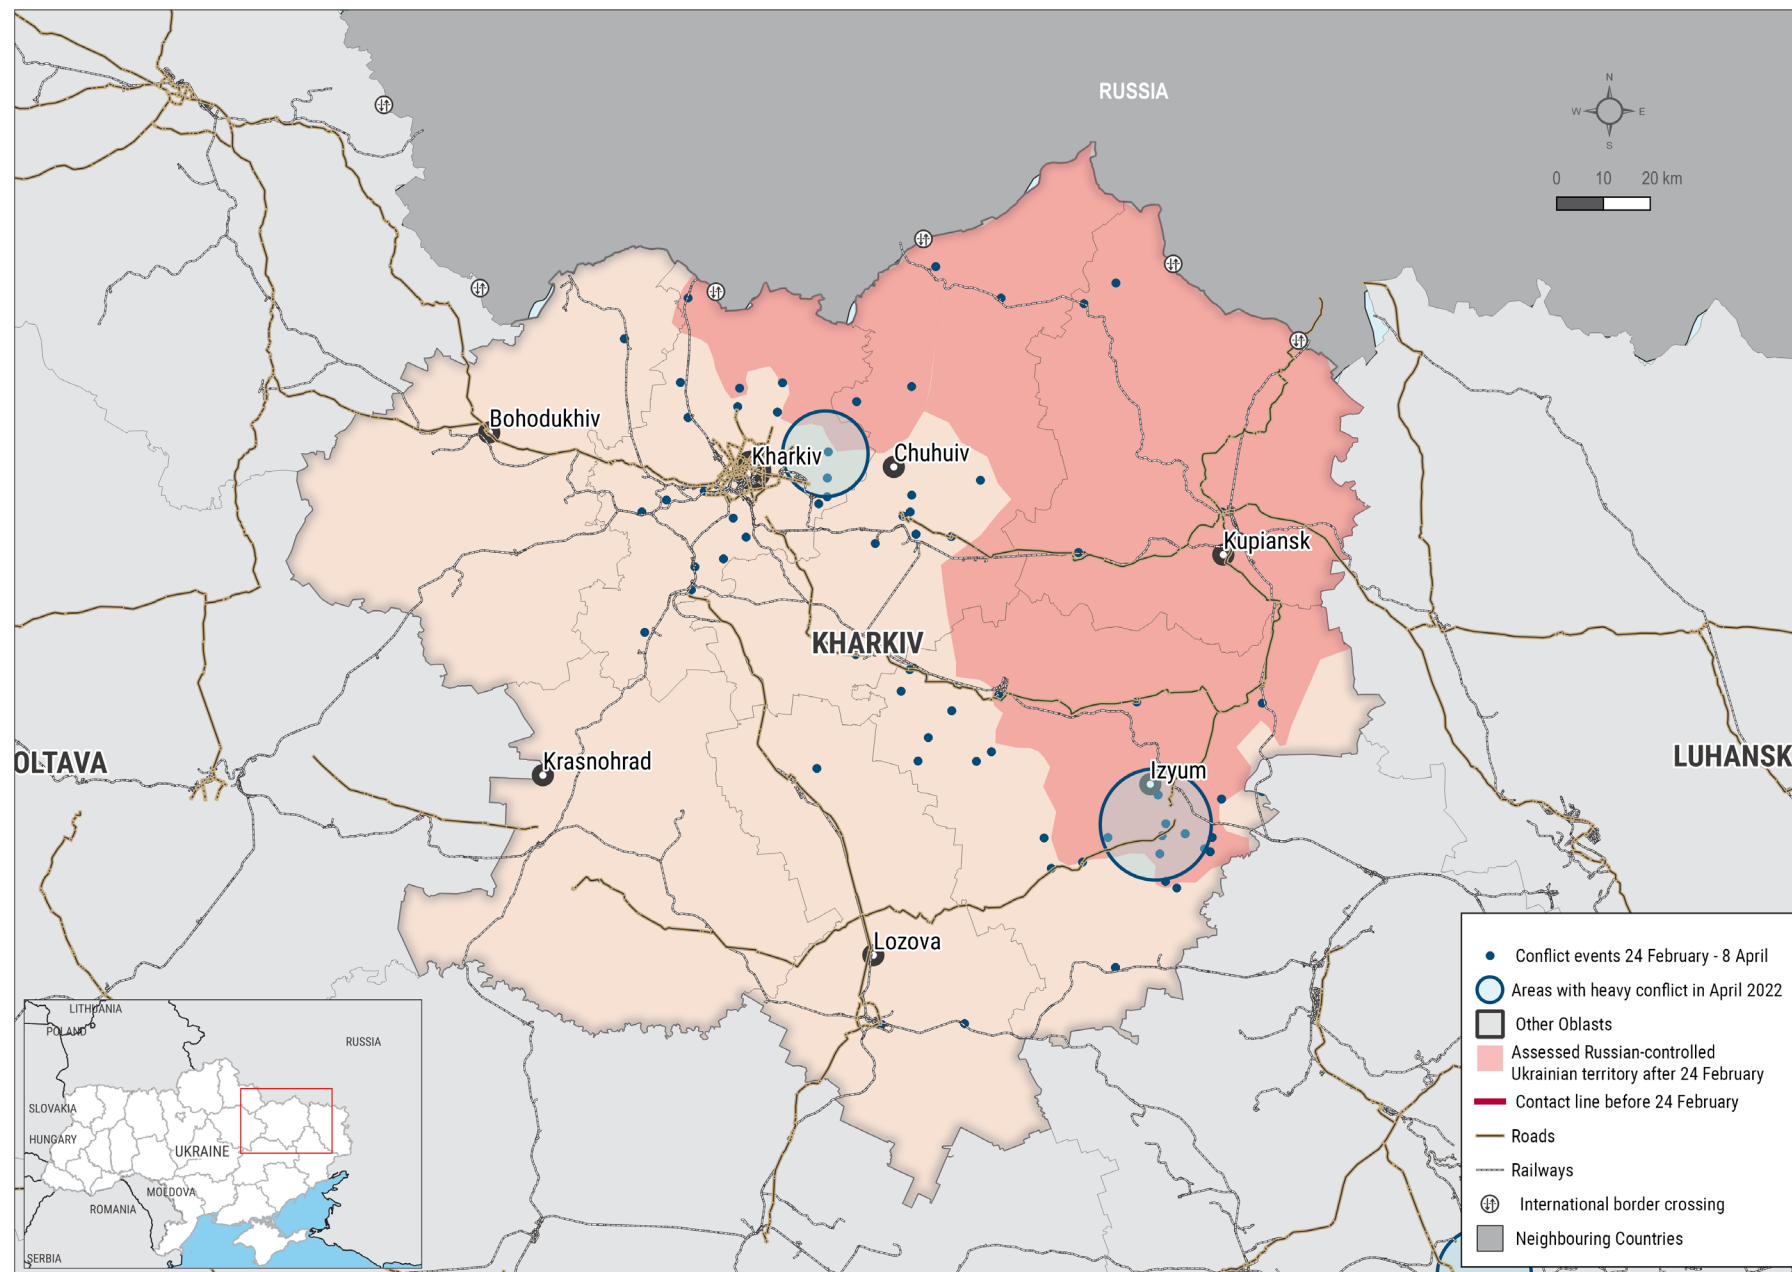 RUSSIA
N
W
E
S
0 10 20 km
Bohodukhiv
Kharkiv
Chuhuiv
Kupiansk
KHARKIV
Krasnohrad
Izyum
OLTAVA
LUHANSK
Lozova
Conflict events 24 February - 8 April
Areas with heavy conflict in April 2022
Other Oblasts
Assessed Russian-controlled
Ukrainian territory after 24 February
Contact line before 24 February
Roads
Railways
International border crossing
Neighbouring Countries
LITHUANIA
POLAND
RUSSIA
SLOVAKIA
HUNGARY
UKRAINE
MOLDOVA
ROMANIA
SERBIA